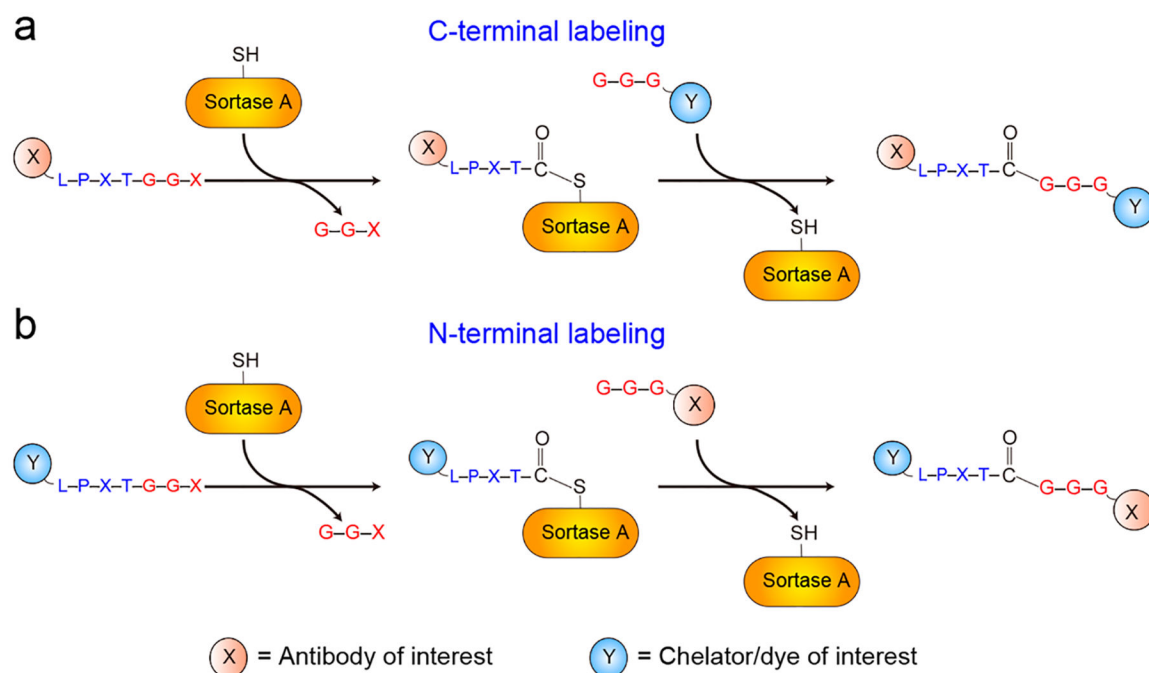 a
C-terminal labeling
SH
Sortase A
G-G-G
Y
X
L-P-X-T-G-G-X
G-G-X
X
L-P-X-T-C
O
S
Sortase A
SH
Sortase A
X
L-P-X-T-C
O
G-G-G
Y
b
N-terminal labeling
SH
Sortase A
G-G-G
X
Y
L-P-X-T-G-G-X
G-G-X
Y
L-P-X-T-C
O
S
Sortase A
SH
Sortase A
Y
L-P-X-T-C
O
G-G-G
X
X = Antibody of interest
Y = Chelator/dye of interest